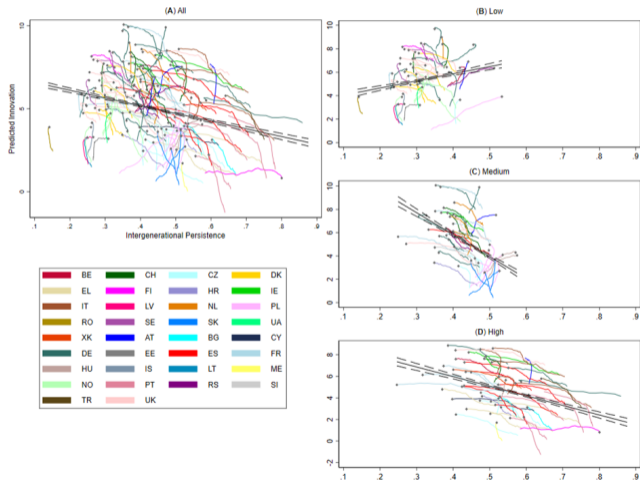 (A) All
Predicted Innovation
10
5
0
.1 .2 .3 .4 .5 .6 .7 .8 .9
Intergenerational Persistence
BE CH CZ DK
EL FI HR IE
IT LV NL PL
RO SE SK UA
XK AT BG CY
DE EE ES FR
HU IS LT ME
NO PT RS SI
TR UK
(B) Low
10
8
6
4
2
0
.1 .2 .3 .4 .5 .6 .7 .8 .9
(C) Medium
10
8
6
4
2
0
.1 .2 .3 .4 .5 .6 .7 .8 .9
(D) High
8
6
4
2
0
-2
.1 .2 .3 .4 .5 .6 .7 .8 .9